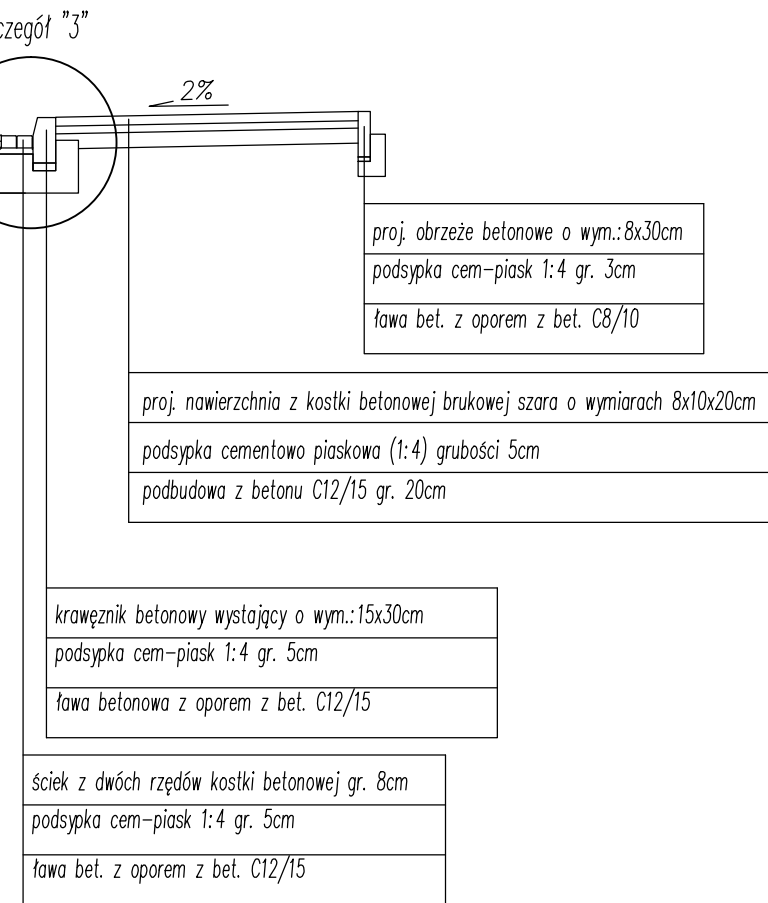 czegół "3"
2%
proj. obrzeże betonowe o wym.:8x30cm
podsypka cem-piask 1:4 gr. 3cm
ława bet. z oporem z bet. C8/10
proj. nawierzchnia z kostki betonowej brukowej szara o wymiarach 8x10x20cm
podsypka cementowo piaskowa (1:4) grubości 5cm
podbudowa z betonu C12/15 gr. 20cm
krawęznik betonowy wystający o wym.:15x30cm
podsypka cem-piask 1:4 gr. 5cm
ława betonowa z oporem z bet. C12/15
ściek z dwóch rzędów kostki betonowej gr. 8cm
podsypka cem-piask 1:4 gr. 5cm
ława bet. z oporem z bet. C12/15